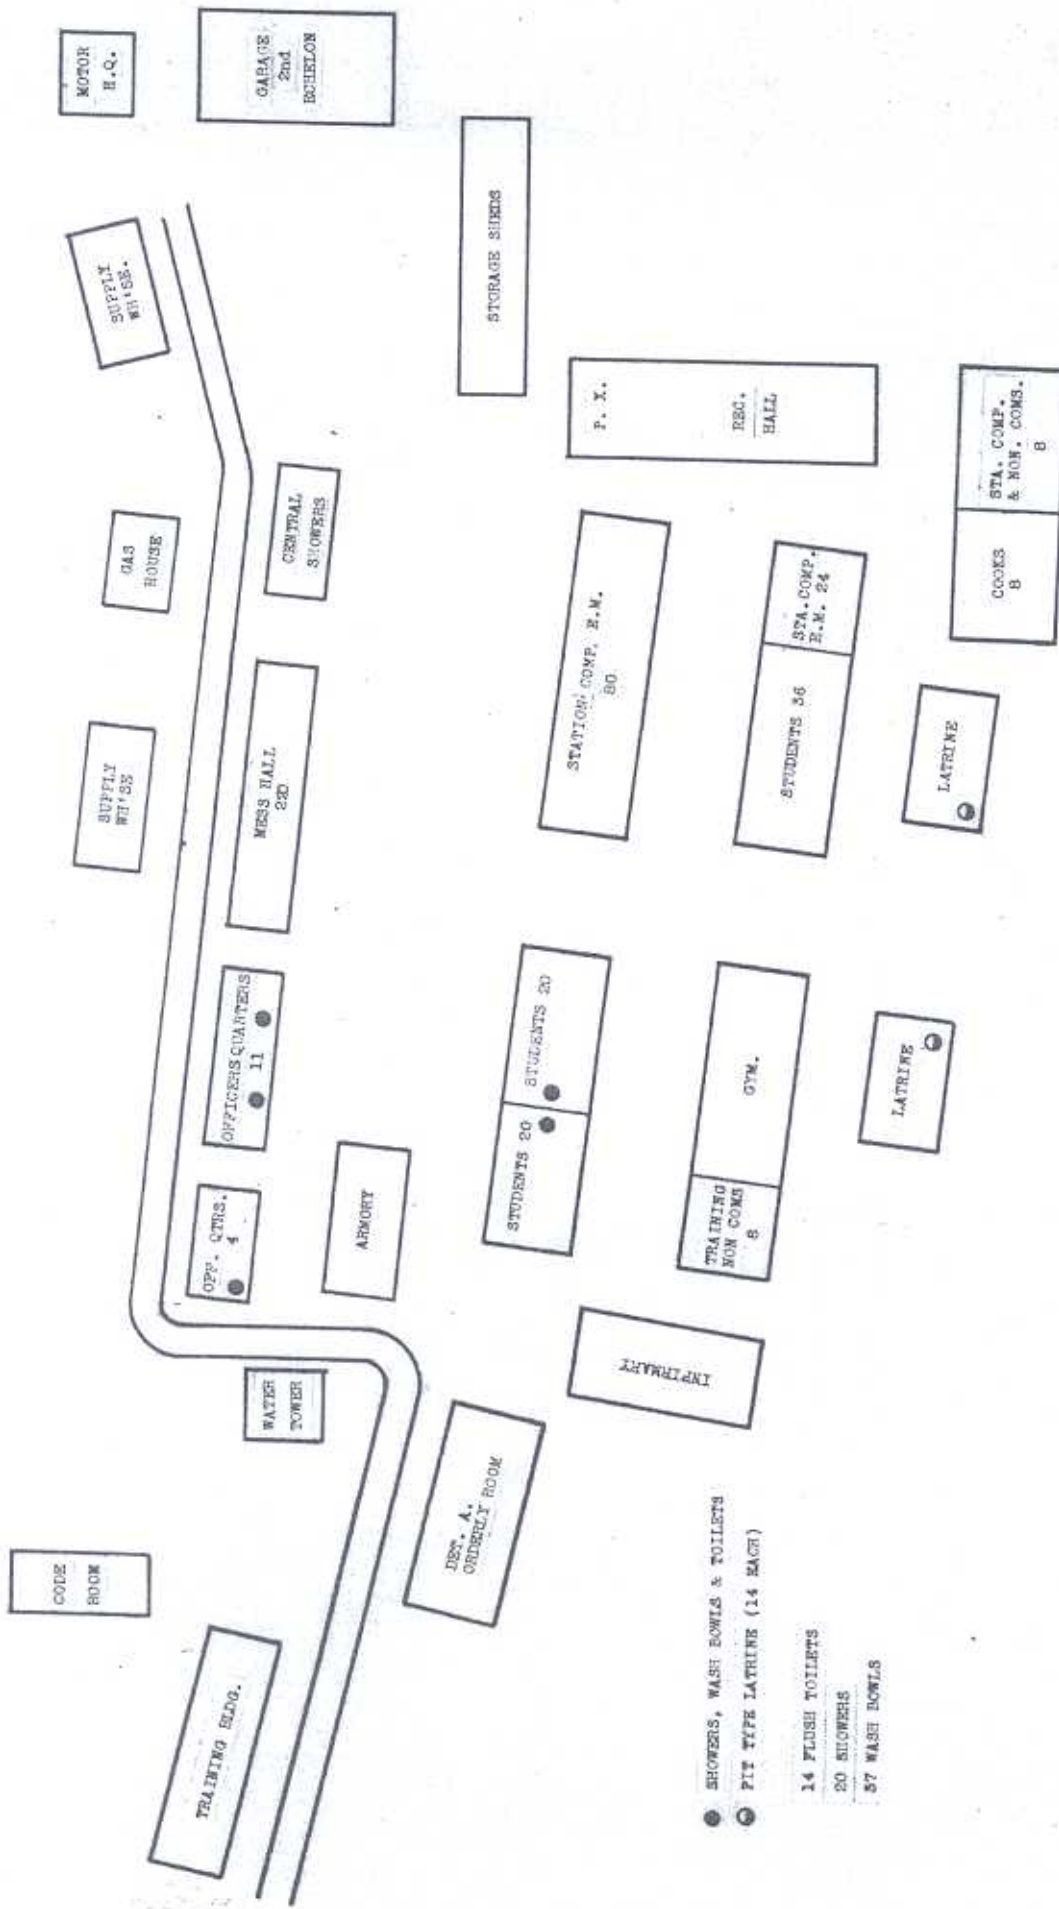 CODE
ROOM
TRAINING BLDG.
WATER
TOWER
DET. A.
ORDERLY ROOM
OFF. QTRS.
4
OFFICERS QUARTERS
11
ARMORY
SUPPLY
WH'SE
MESS HALL
220
GAS
HOUSE
CENTRAL
SHOWERS
SUPPLY
WH'SE.
MOTOR
H.Q.
GARAGE
2nd
ECHELON
STORAGE SHEDS
P. X.
REC.
HALL
STATION COMP. E.M.
80
STUDENTS 20
STUDENTS 20
INFIRMARY
TRAINING
NON COMS
8
GYM.
STUDENTS 36
STA. COMP.
E.M. 24
LATRINE
LATRINE
COOKS
8
STA. COMP.
& NON. COMS.
8
SHOWERS, WASH BOWLS & TOILETS
PIT TYPE LATRINE (14 EACH)
14 FLUSH TOILETS
20 SHOWERS
37 WASH BOWLS